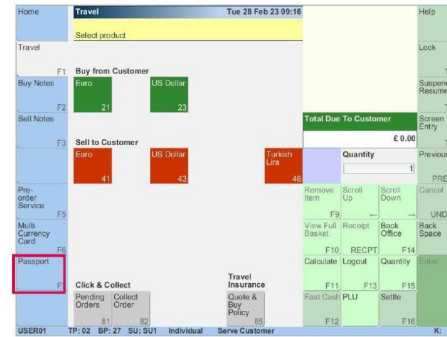 Home
Travel Tue 28 Feb 23 09:16
Help
Select product
Travel
F1
Lock
Buy from Customer
Buy Notes
F2
Euro
21
US Dollar
23
Suspend
Resume
Sell Notes
F3
Total Due To Customer
£ 0.00
Screen
Entry
Sell to Customer
Euro
41
US Dollar
43
Turkish
Lira
46
Quantity
1
Previous
PRE
Pre-
order
Service
F5
Remove
Item
F9
Scroll
Up
←
Scroll
Down
→
Cancel
UND
Multi
Currency
Card
F6
View Full
Basket
F10
Receipt
RECPT
Back
Office
F14
Back
Space
Passport
F7
Calculate
F11
Logout
F13
Quantity
F15
Enter
Click & Collect
Travel
Insurance
Pending
Orders
81
Collect
Order
82
Quote &
Buy
Policy
85
Fast Cash
F12
PLU
Settle
F16
USER01 TP: 02 BP: 27 SU: SU1 Individual Serve Customer K: